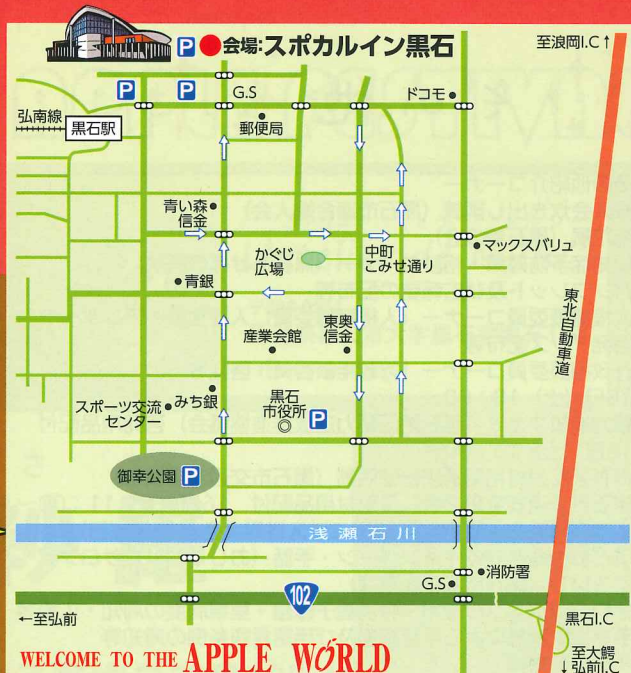 P ●会場:スポカルイン黒石
至浪岡I.C↑
P
P
G.S
ドコモ
弘南線
黒石駅
郵便局
青い森
信金
かぐじ
広場
中町
こみせ通り
マックスバリュ
青銀
東北自動車道
産業会館
東奥
信金
スポーツ交流
センター
みち銀
黒石
市役所
P
御幸公園 P
浅瀬石川
消防署
G.S
102
←至弘前
黒石I.C
至大鰐
↓弘前I.C
WELCOME TO THE APPLE WORLD